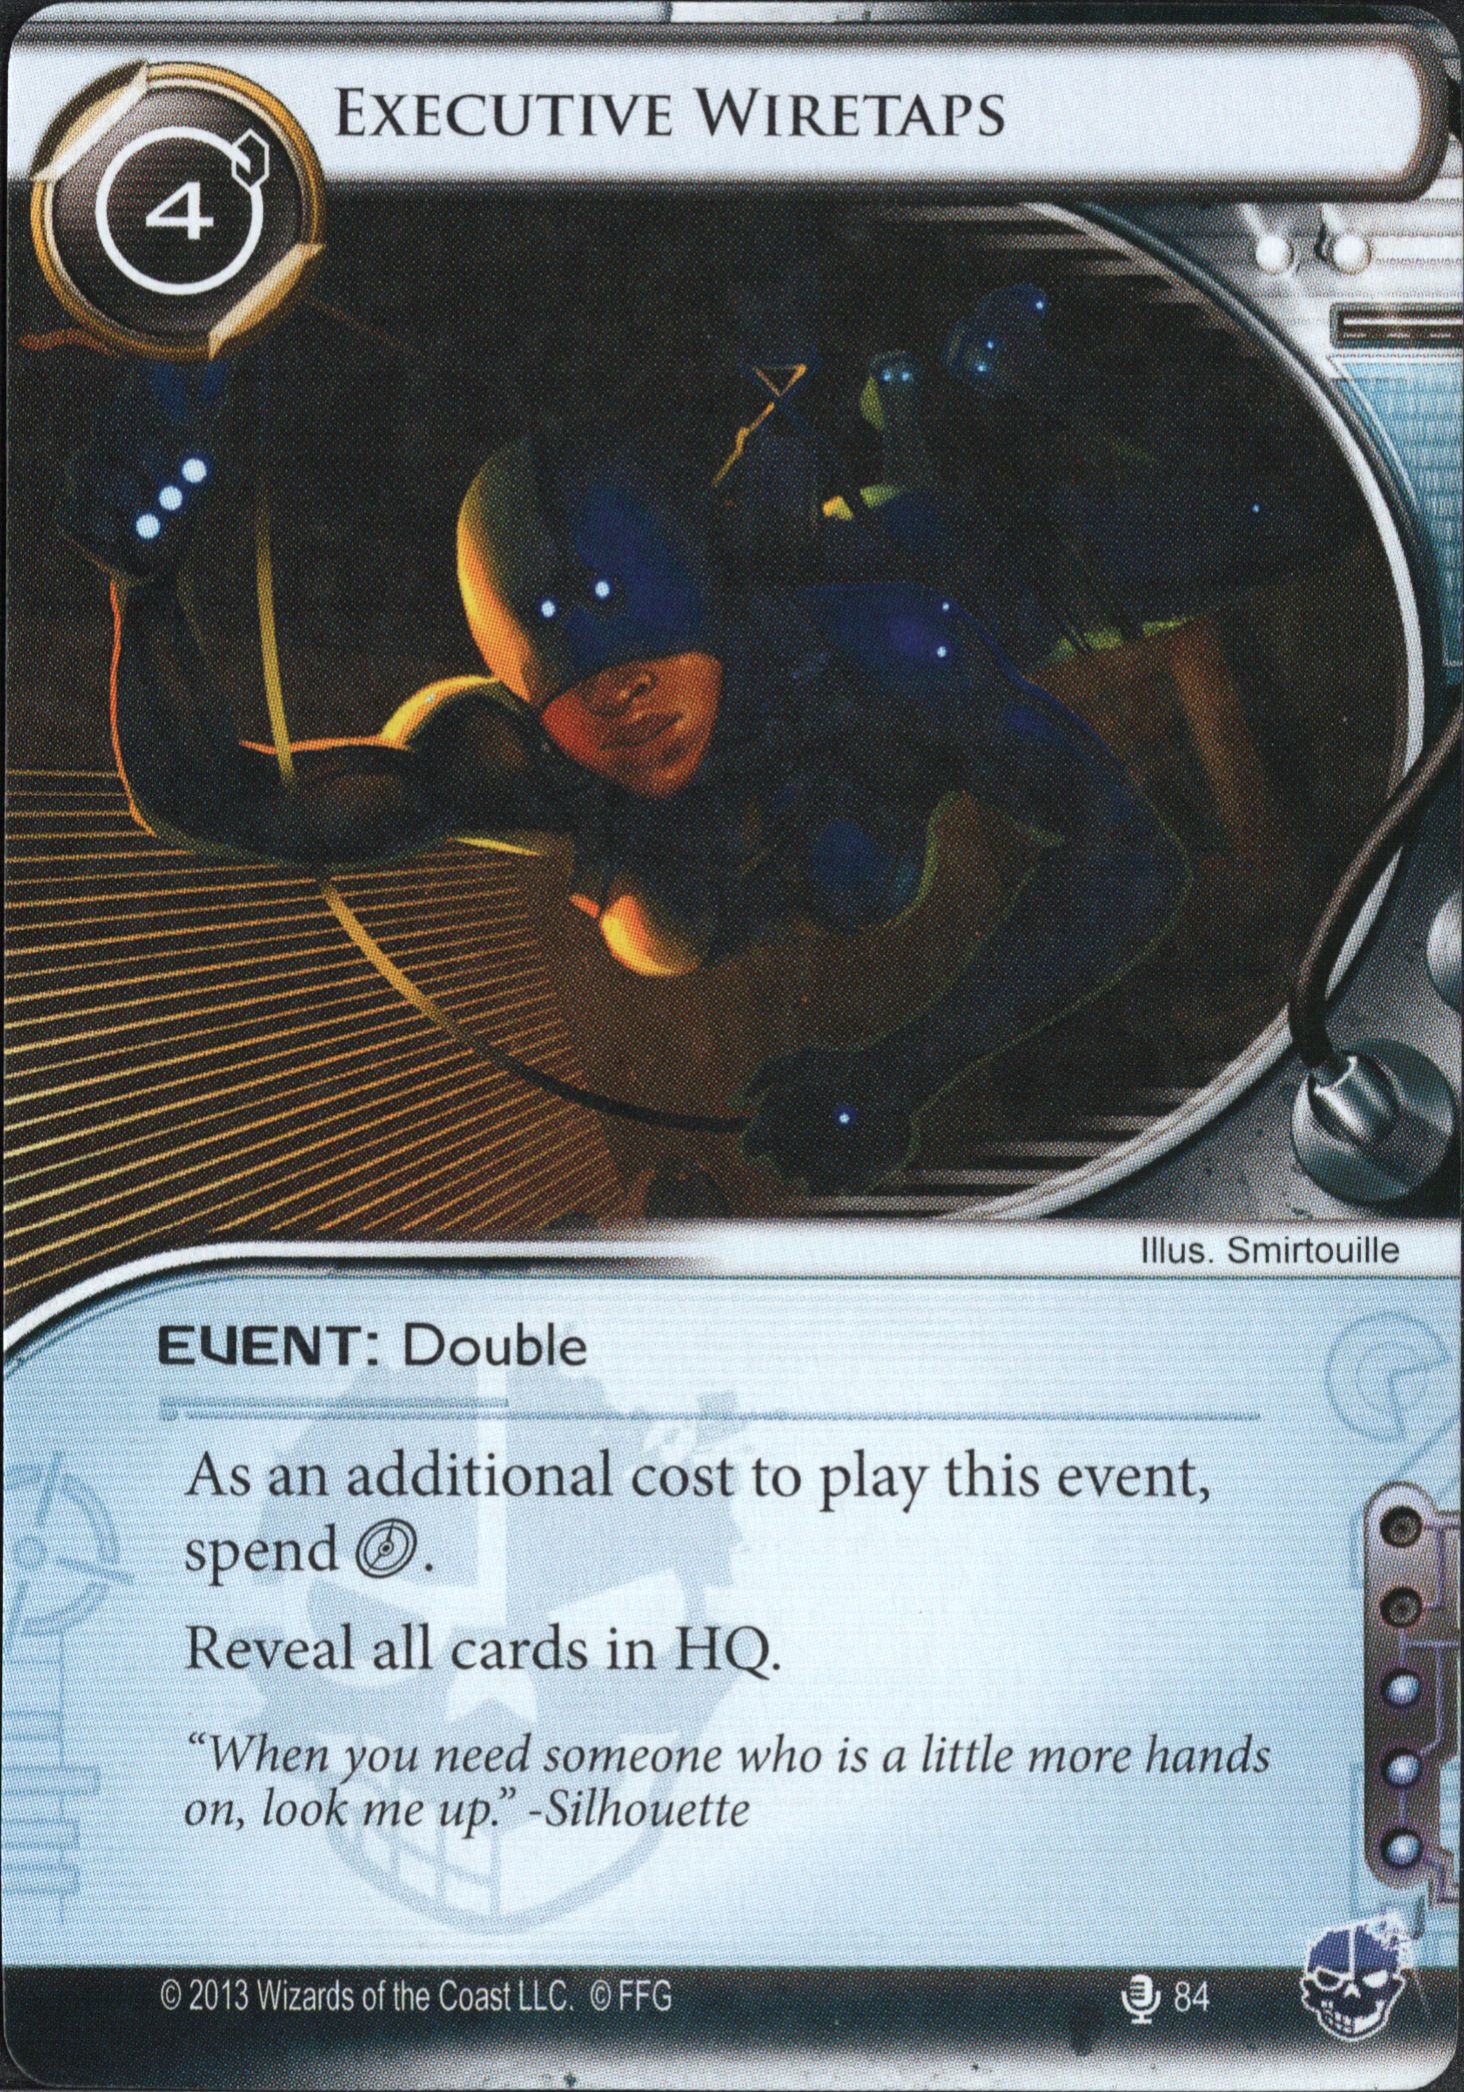 4
EXECUTIVE WIRETAPS
Illus. Smirtouille
EVENT: Double
As an additional cost to play this event,
spend .
Reveal all cards in HQ.
“When you need someone who is a little more hands
on, look me up.” -Silhouette
© 2013 Wizards of the Coast LLC. © FFG
84